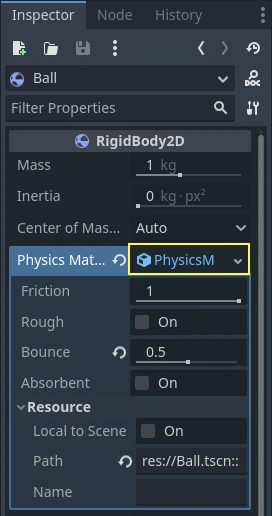 Inspector Node History
Ball
Filter Properties
RigidBody2D
Mass 1 kg
Inertia 0 kg·px²
Center of Mas... Auto
Physics Mat... PhysicsM
Friction 1
Rough On
Bounce 0.5
Absorbent On
Resource
Local to Scene On
Path res://Ball.tscn::
Name